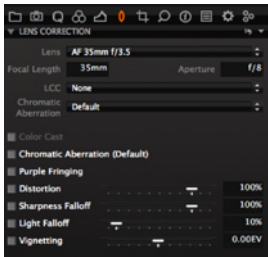 LENS CORRECTION
Lens AF 35mm f/3.5
Focal Length 35mm Aperture f/8
LCC None
Chromatic Aberration Default
Color Cast
Chromatic Aberration (Default)
Purple Fringing
Distortion 100%
Sharpness Falloff 100%
Light Falloff 10%
Vignetting 0.00EV